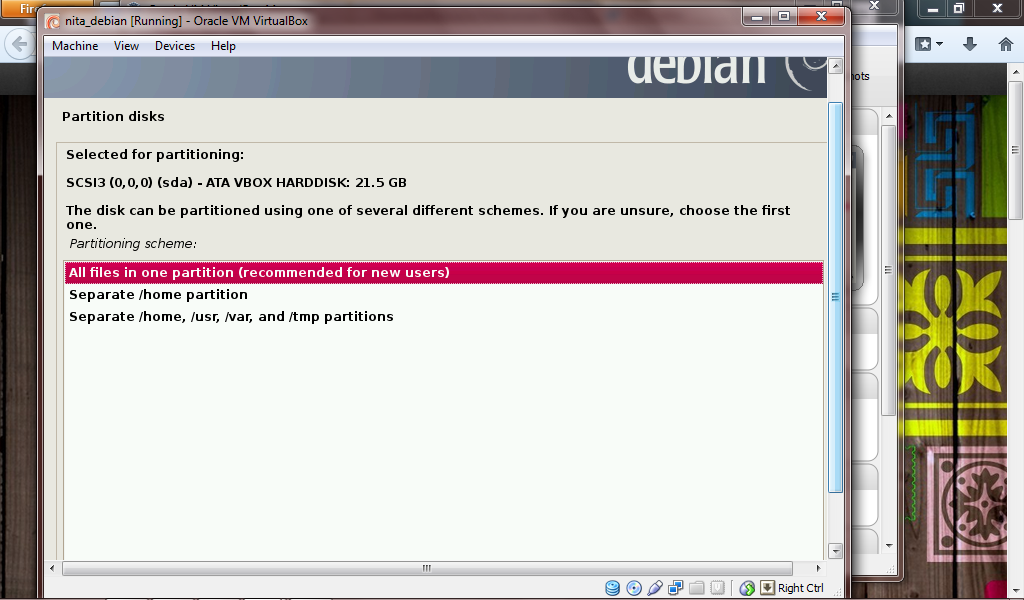 Fir
nita_debian [Running] - Oracle VM VirtualBox
Machine View Devices Help
debian
Partition disks
Selected for partitioning:
SCSI3 (0,0,0) (sda) - ATA VBOX HARDDISK: 21.5 GB
The disk can be partitioned using one of several different schemes. If you are unsure, choose the first
one.
Partitioning scheme:
All files in one partition (recommended for new users)
Separate /home partition
Separate /home, /usr, /var, and /tmp partitions
Right Ctrl
ots